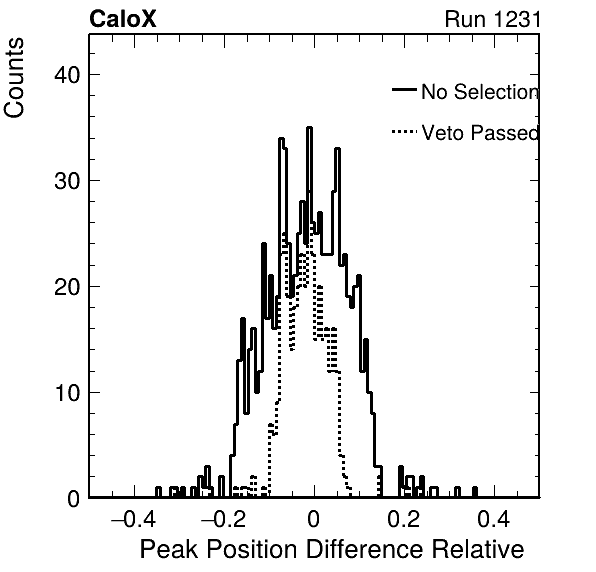 CaloX Run 1231
Counts
40
30
20
10
0
No Selection
Veto Passed
−0.4 −0.2 0 0.2 0.4
Peak Position Difference Relative